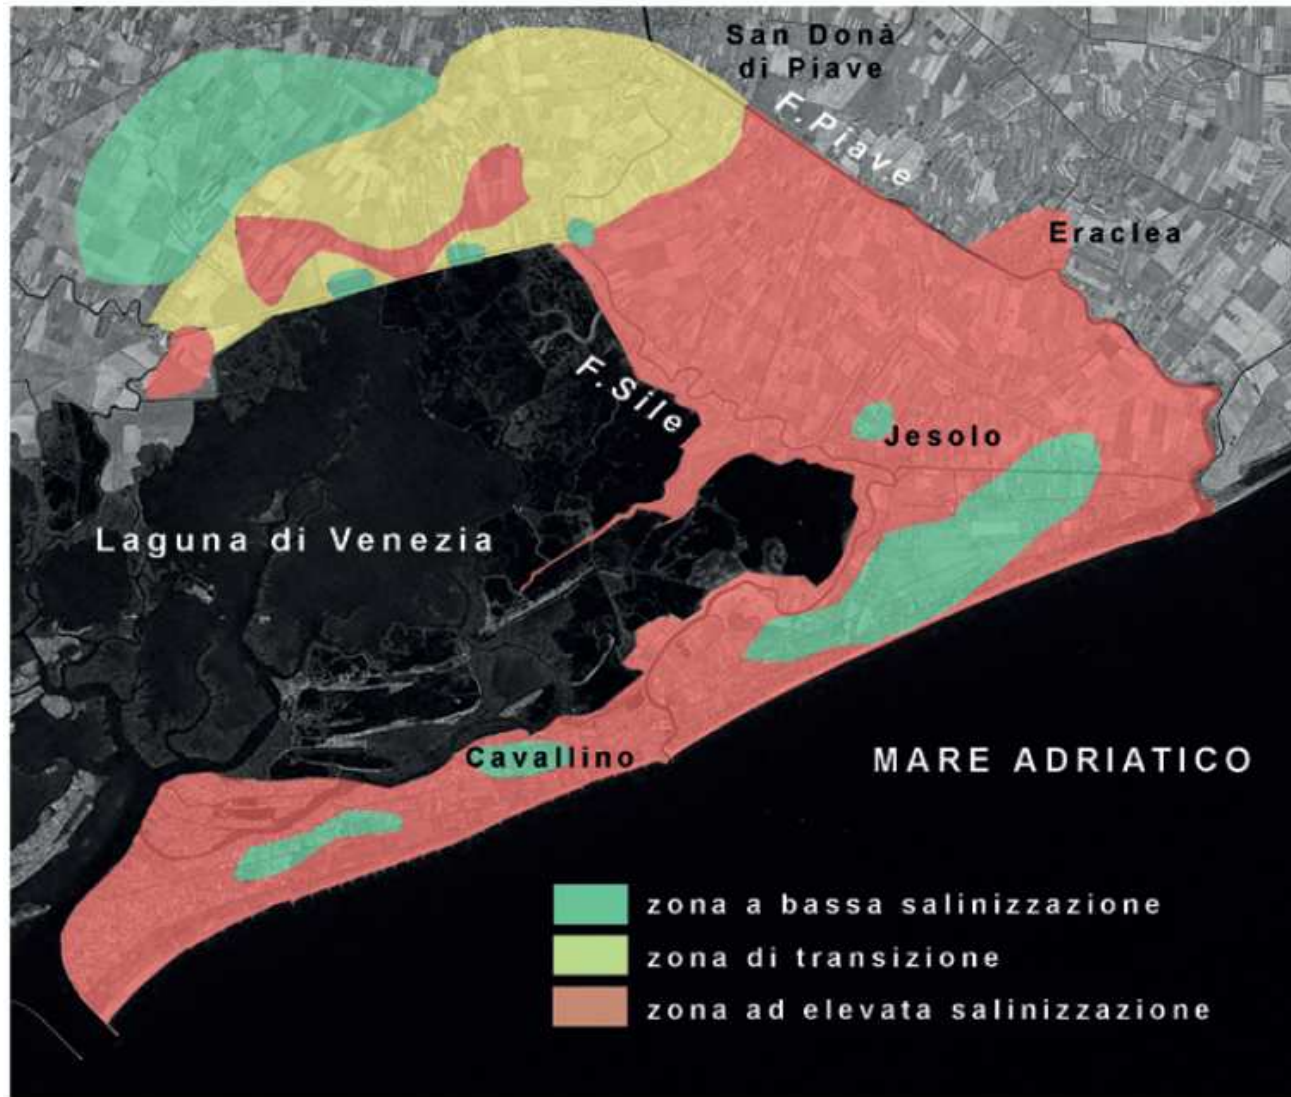 San Donà
di Piave
F. Piave
Eraclea
F. Sile
Jesolo
Laguna di Venezia
Cavallino
MARE ADRIATICO
zona a bassa salinizzazione
zona di transizione
zona ad elevata salinizzazione